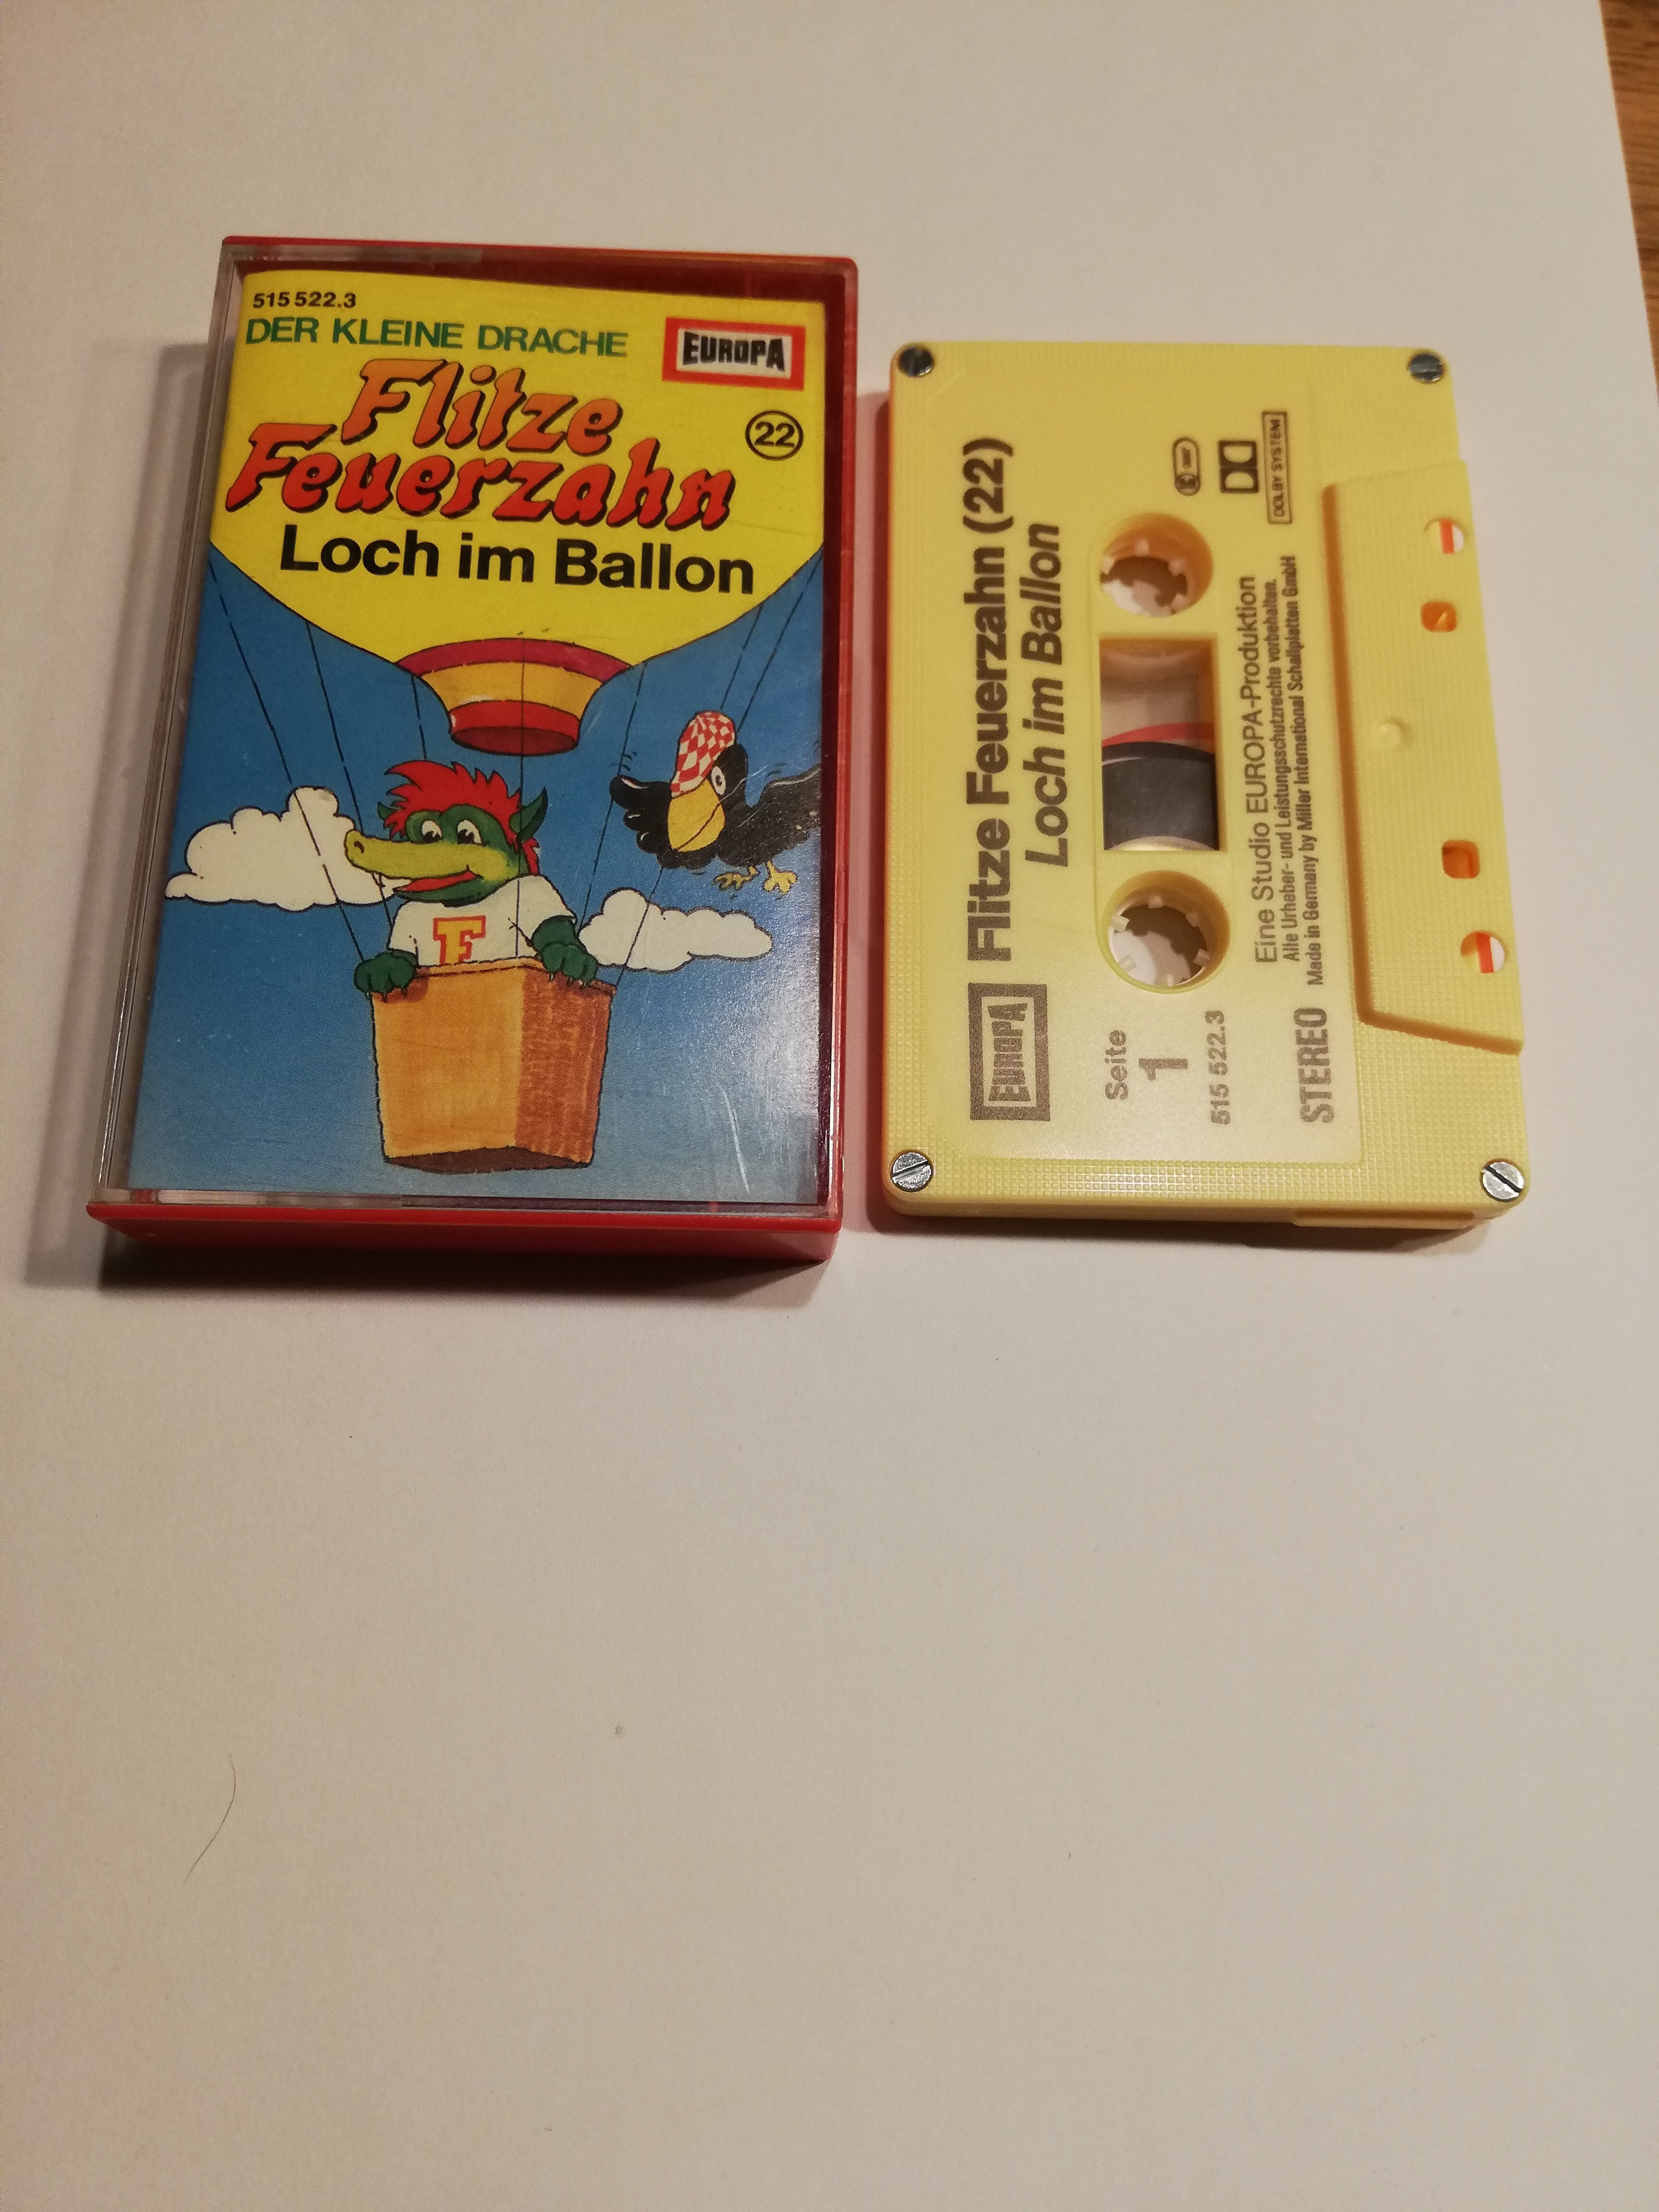 515 522.3
DER KLEINE DRACHE
EUROPA
Flitze
Feuerzahn
22
Loch im Ballon
F
EUROPA
Flitze Feuerzahn (22)
Loch im Ballon
Seite
1
515 522.3
DOLBY SYSTEM
Eine Studio EUROPA-Produktion
Alle Urheber- und Leistungsschutzrechte vorbehalten.
Made in Germany by Miller International Schallplatten GmbH
STEREO